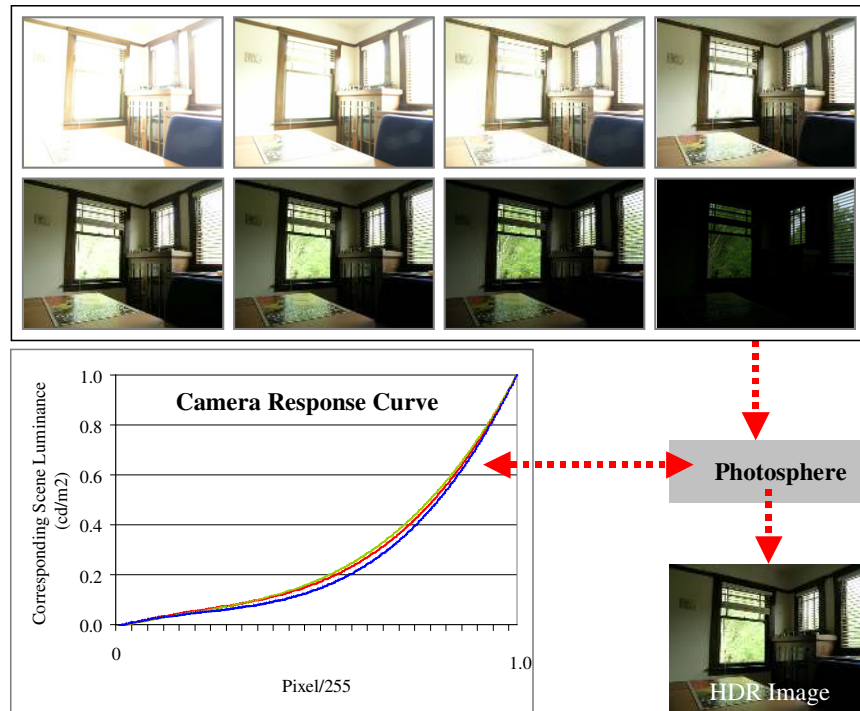 Camera Response Curve
Corresponding Scene Luminance
(cd/m2)
1.0
0.8
0.6
0.4
0.2
0.0
0
1.0
Pixel/255
Photosphere
HDR Image